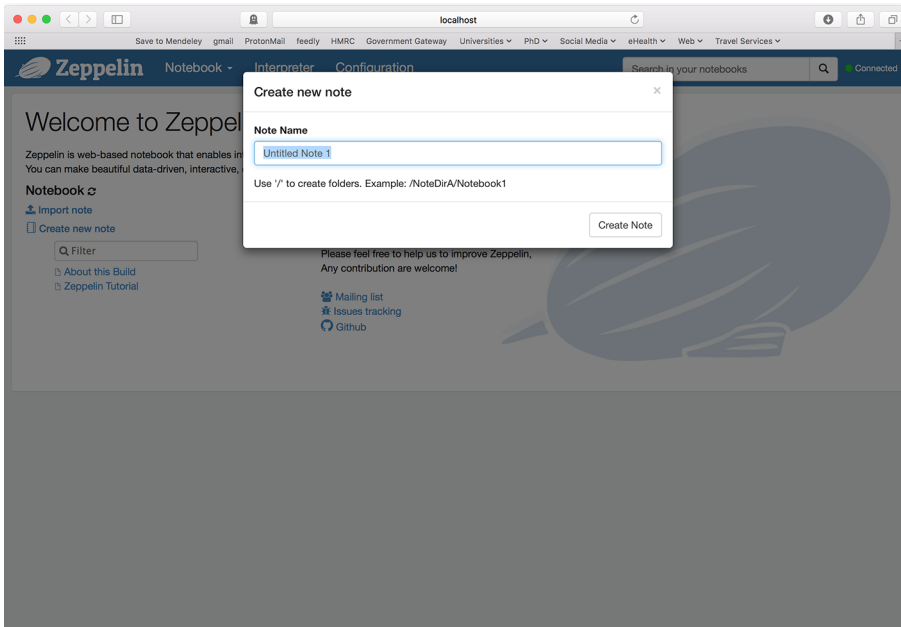 localhost
Save to Mendeley gmail ProtonMail feedly HMRC Government Gateway Universities PhD Social Media eHealth Web Travel Services
Zeppelin Notebook Interpreter Configuration Search in your notebooks Connected
Create new note ×
Note Name
Untitled Note 1
Use '/' to create folders. Example: /NoteDirA/Notebook1
Create Note
Welcome to Zeppel
Zeppelin is web-based notebook that enables in
You can make beautiful data-driven, interactive,
Notebook
Import note
Create new note
Filter
About this Build
Zeppelin Tutorial
Please feel free to help us to improve Zeppelin,
Any contribution are welcome!
Mailing list
Issues tracking
Github